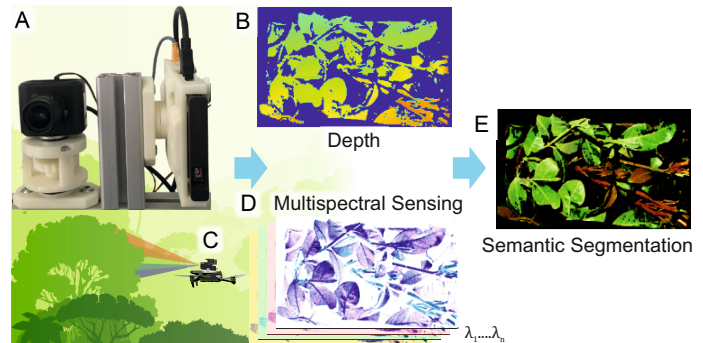 A
B
Depth
E
D
Multispectral Sensing
C
Semantic Segmentation
λ₁....λₙ